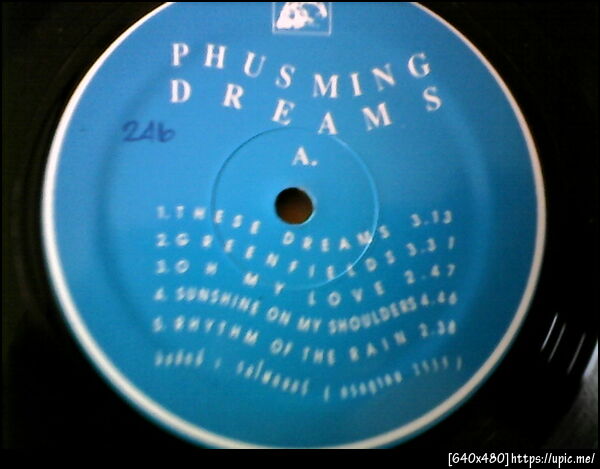 PHUSMING
DREAMS
246
A.
1. THESE DREAMS 3.13
2. GREENFIELDS 3.31
3. OH MY LOVE 2.47
4. SUNSHINE ON MY SHOULDERS 4.46
5. RHYTHM OF THE RAIN 2.38
[640x480]https://upic.me/